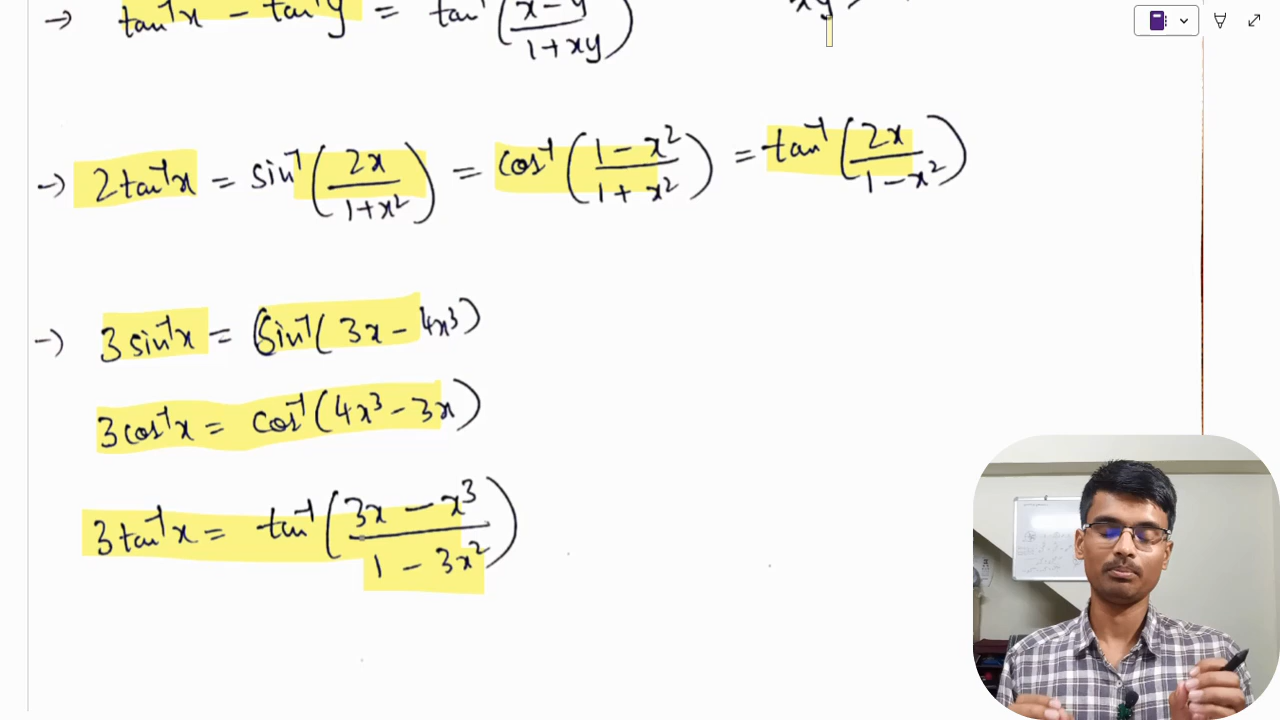 → tan⁻¹x − tan⁻¹y = tan⁻¹((x−y)/(1+xy)) xy >
→ 2tan⁻¹x = sin⁻¹(2x/(1+x²)) = cos⁻¹((1−x²)/(1+x²)) = tan⁻¹(2x/(1−x²))
→ 3sin⁻¹x = sin⁻¹(3x − 4x³)
3cos⁻¹x = cos⁻¹(4x³ − 3x)
3tan⁻¹x = tan⁻¹((3x − x³)/(1 − 3x²))